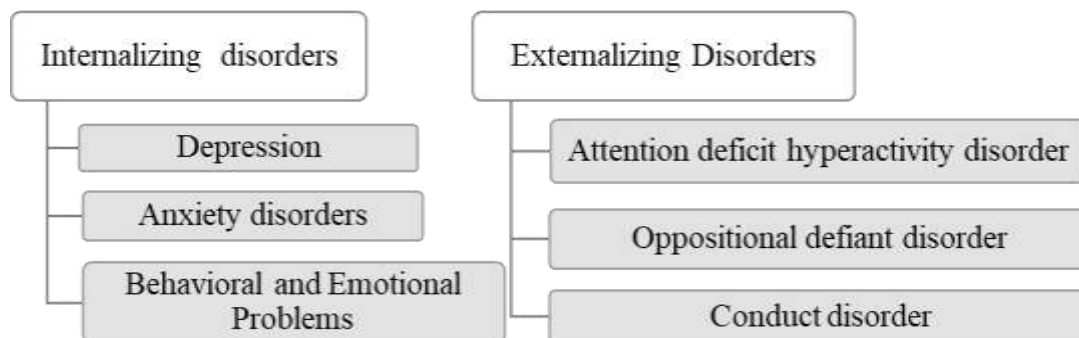 Internalizing disorders
Depression
Anxiety disorders
Behavioral and Emotional
Problems
Externalizing Disorders
Attention deficit hyperactivity disorder
Oppositional defiant disorder
Conduct disorder